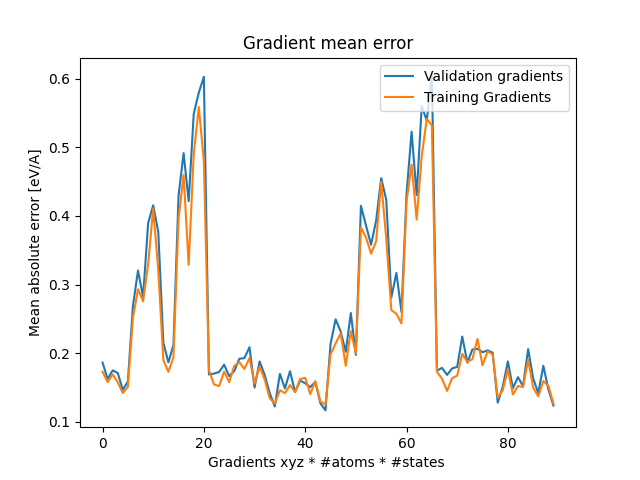 Gradient mean error
Validation gradients
Training Gradients
0.6
0.5
0.4
0.3
0.2
0.1
Mean absolute error [eV/A]
0 20 40 60 80
Gradients xyz * #atoms * #states